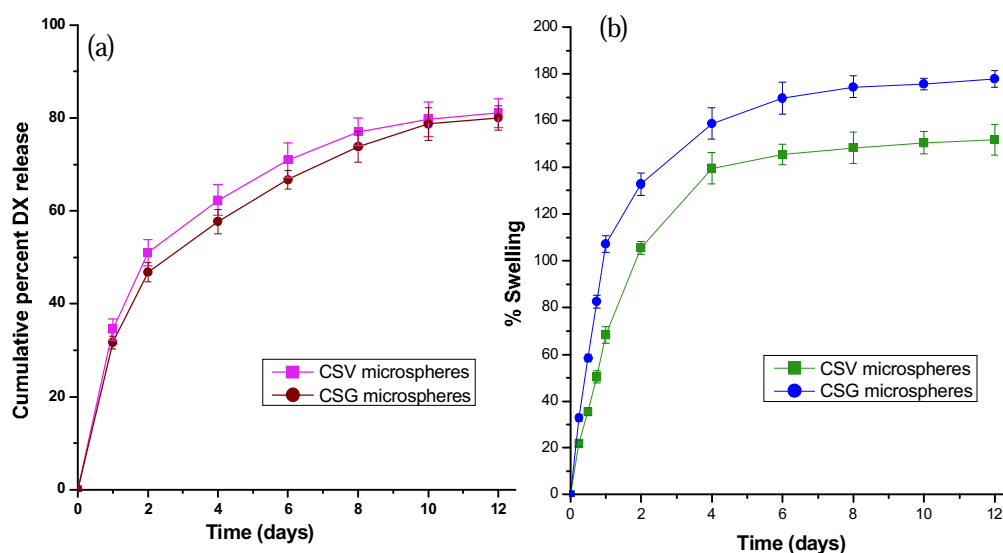 (a)
Cumulative percent DX release
100
80
60
40
20
0
0 2 4 6 8 10 12
Time (days)
CSV microspheres
CSG microspheres
(b)
% Swelling
180
160
140
120
100
80
60
40
20
0
0 2 4 6 8 10 12
Time (days)
CSV microspheres
CSG microspheres